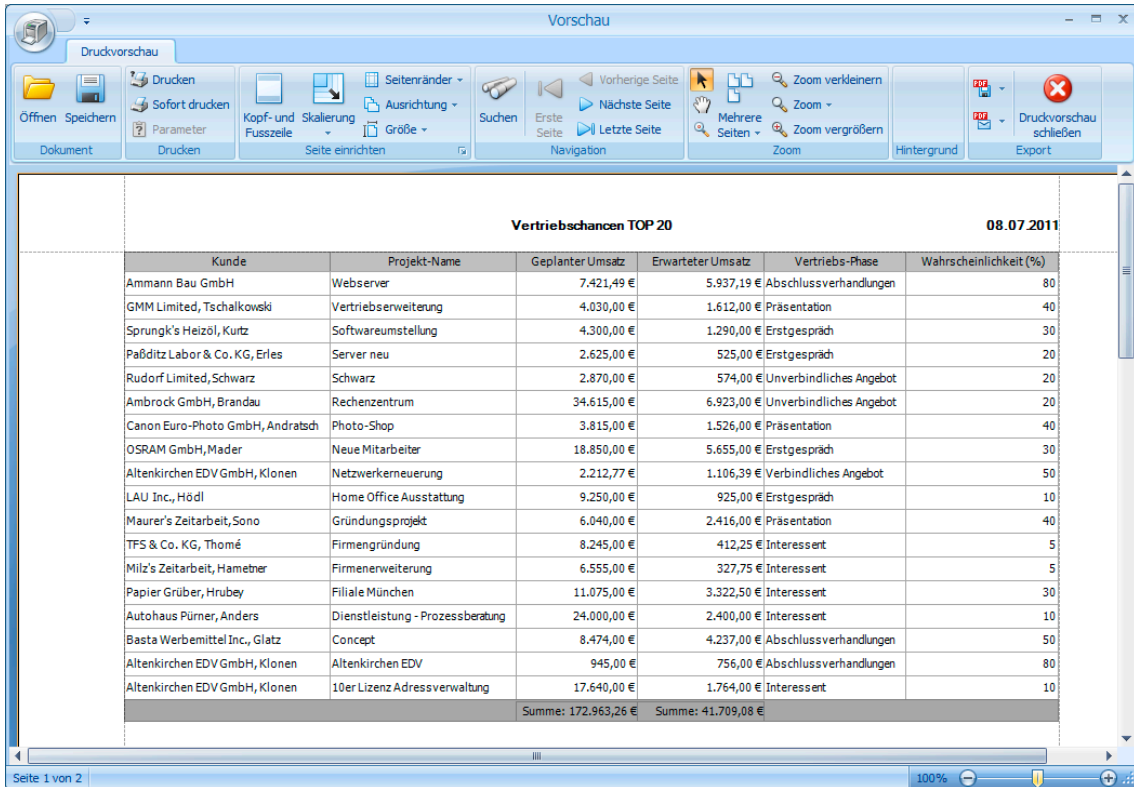 Vorschau
Druckvorschau
Öffnen Speichern
Drucken
Sofort drucken
Parameter
Kopf- und Fusszeile
Skalierung
Seitenränder
Ausrichtung
Größe
Suchen
Erste Seite
Vorherige Seite
Nächste Seite
Letzte Seite
Mehrere Seiten
Zoom verkleinern
Zoom
Zoom vergrößern
PDF
PDF
Druckvorschau schließen
Dokument Drucken Seite einrichten Navigation Zoom Hintergrund Export
Vertriebschancen TOP 20 08.07.2011
Kunde Projekt-Name Geplanter Umsatz Erwarteter Umsatz Vertriebs-Phase Wahrscheinlichkeit (%)
Ammann Bau GmbH Webserver 7.421,49 € 5.937,19 € Abschlussverhandlungen 80
GMM Limited, Tschalkowski Vertriebserweiterung 4.030,00 € 1.612,00 € Präsentation 40
Sprungk's Heizöl, Kurtz Softwareumstellung 4.300,00 € 1.290,00 € Erstgespräch 30
Paßditz Labor & Co. KG, Erles Server neu 2.625,00 € 525,00 € Erstgespräch 20
Rudorf Limited, Schwarz Schwarz 2.870,00 € 574,00 € Unverbindliches Angebot 20
Ambrock GmbH, Brandau Rechenzentrum 34.615,00 € 6.923,00 € Unverbindliches Angebot 20
Canon Euro-Photo GmbH, Andratsch Photo-Shop 3.815,00 € 1.526,00 € Präsentation 40
OSRAM GmbH, Mader Neue Mitarbeiter 18.850,00 € 5.655,00 € Erstgespräch 30
Altenkirchen EDV GmbH, Klonen Netzwerkerneuerung 2.212,77 € 1.106,39 € Verbindliches Angebot 50
LAU Inc., Hödl Home Office Ausstattung 9.250,00 € 925,00 € Erstgespräch 10
Maurer's Zeitarbeit, Sono Gründungsprojekt 6.040,00 € 2.416,00 € Präsentation 40
TFS & Co. KG, Thomé Firmengründung 8.245,00 € 412,25 € Interessent 5
Milz's Zeitarbeit, Hametner Firmenerweiterung 6.555,00 € 327,75 € Interessent 5
Papier Grüber, Hrubey Filiale München 11.075,00 € 3.322,50 € Interessent 30
Autohaus Pürner, Anders Dienstleistung - Prozessberatung 24.000,00 € 2.400,00 € Interessent 10
Basta Werbemittel Inc., Glatz Concept 8.474,00 € 4.237,00 € Abschlussverhandlungen 50
Altenkirchen EDV GmbH, Klonen Altenkirchen EDV 945,00 € 756,00 € Abschlussverhandlungen 80
Altenkirchen EDV GmbH, Klonen 10er Lizenz Adressverwaltung 17.640,00 € 1.764,00 € Interessent 10
Summe: 172.963,26 € Summe: 41.709,08 €
Seite 1 von 2 100%